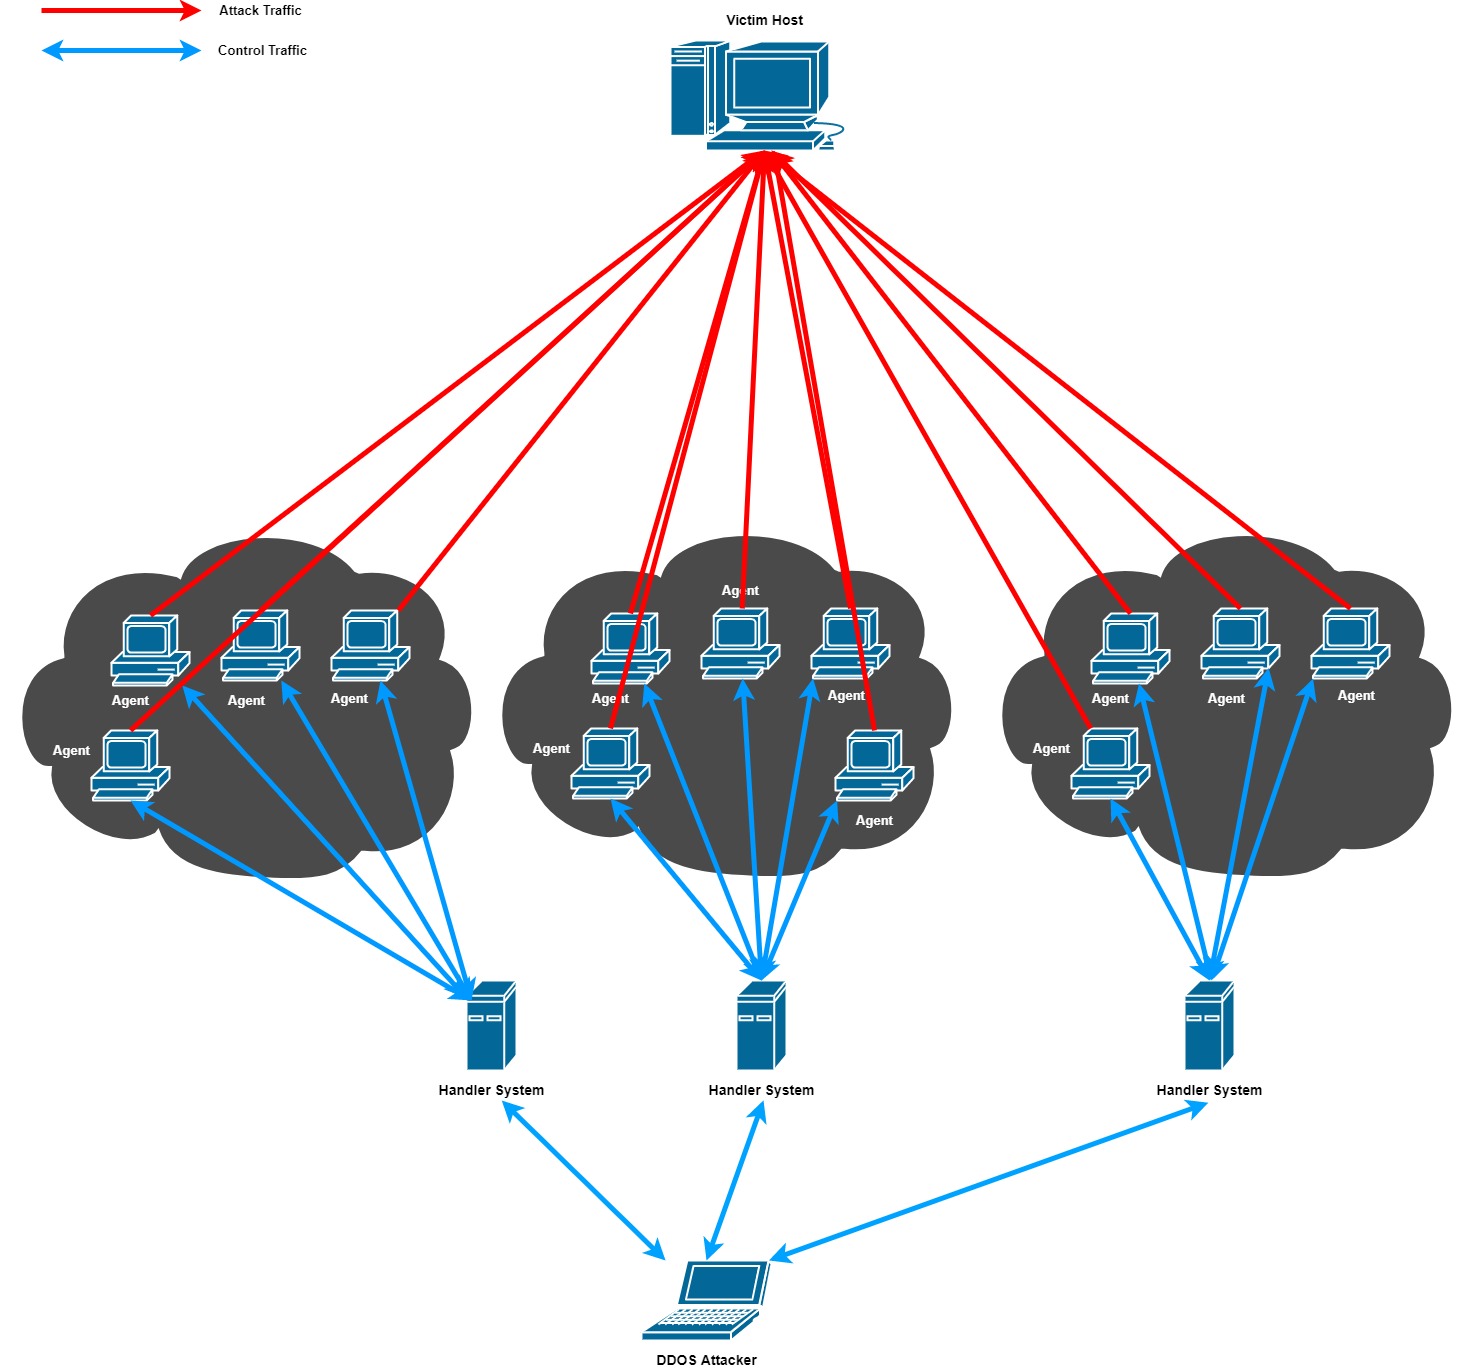 Attack Traffic
Control Traffic
Victim Host
Agent
Agent
Agent
Agent
Agent
Agent
Agent
Agent
Agent
Agent
Agent
Agent
Agent
Handler System
Handler System
Handler System
DDOS Attacker